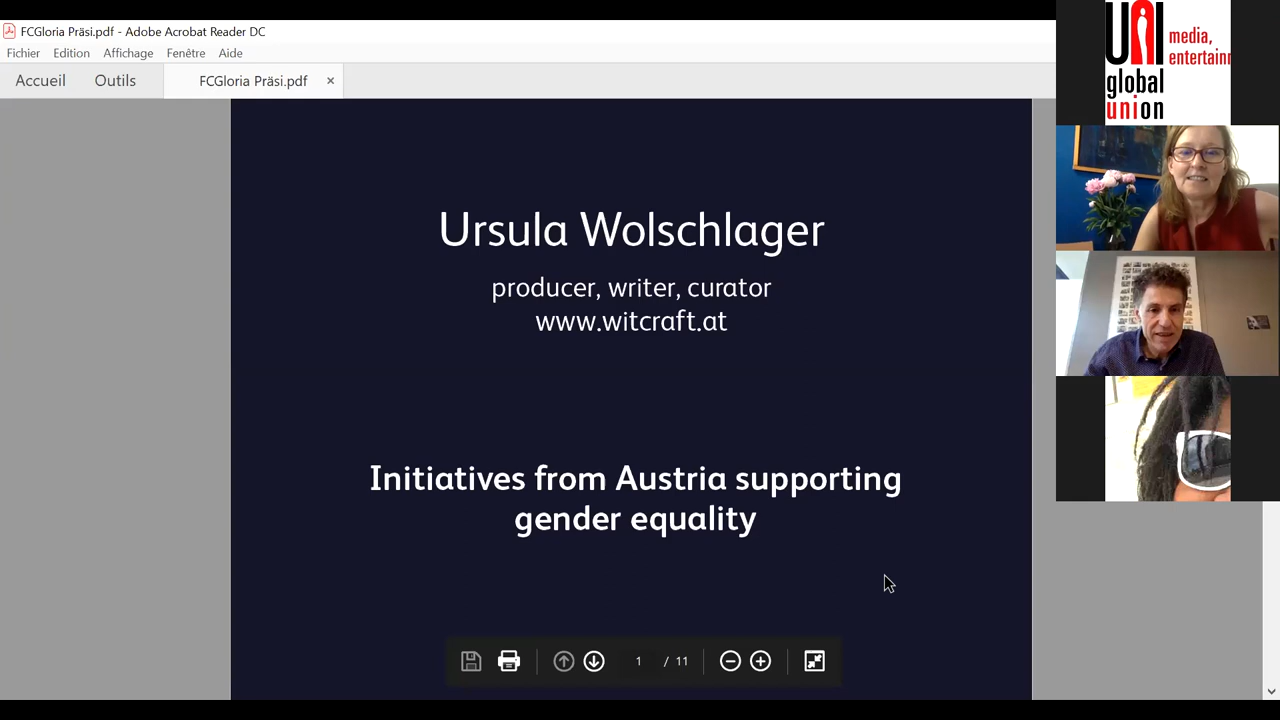 FCGloria Präsi.pdf - Adobe Acrobat Reader DC
Fichier Edition Affichage Fenêtre Aide
Accueil Outils FCGloria Präsi.pdf ×
Ursula Wolschlager
producer, writer, curator
www.witcraft.at
Initiatives from Austria supporting
gender equality
1 / 11
UNI
media,
entertainm
global
union